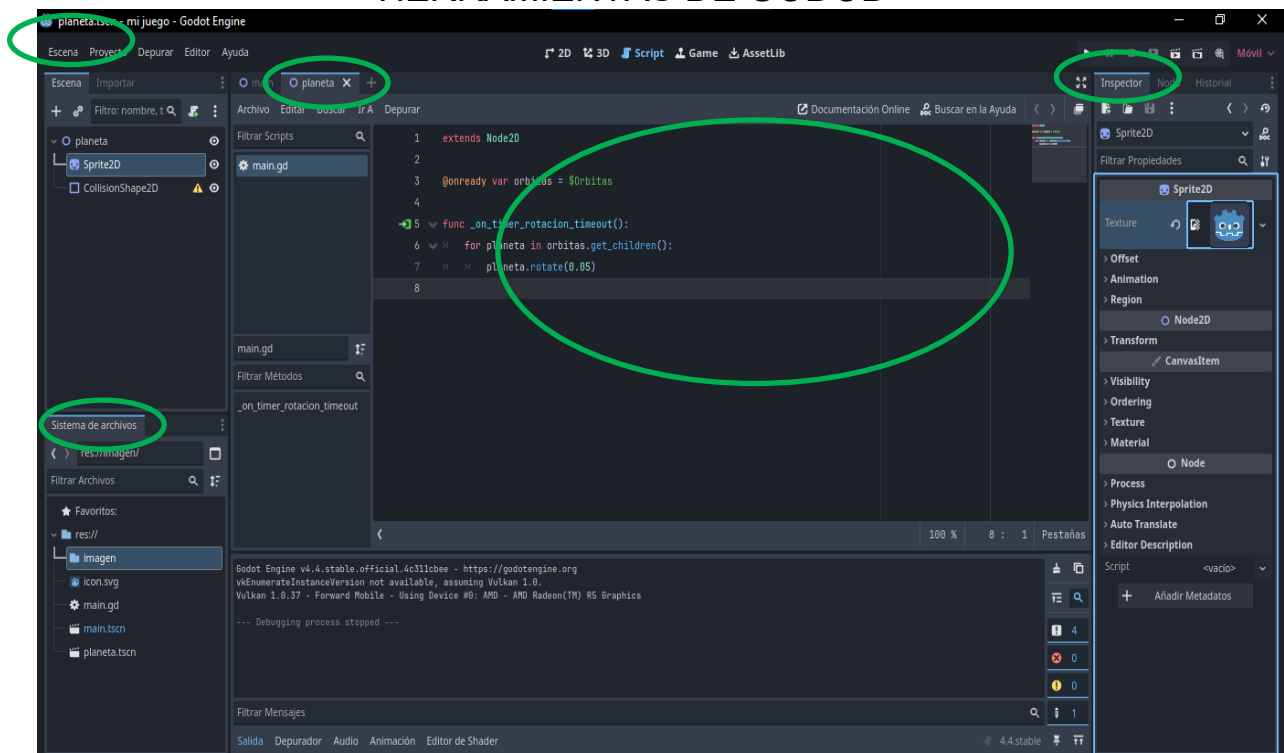 HERRAMIENTAS DE GODOD
planeta.tscn - mi juego - Godot Engine
Escena Proyecto Depurar Editor Ayuda
2D 3D Script Game AssetLib
Móvil
Escena Importar
main planeta X +
Inspector Nodo Historial
Filtro: nombre, t
Archivo Editar Buscar Ir A Depurar
Documentación Online Buscar en la Ayuda
planeta
Sprite2D
CollisionShape2D
Filtrar Scripts
main.gd
1 extends Node2D
2
3 @onready var orbitas = $Orbitas
4
5 func _on_timer_rotacion_timeout():
6 for planeta in orbitas.get_children():
7 planeta.rotate(0.05)
8
main.gd
Filtrar Métodos
_on_timer_rotacion_timeout
100 % 8 : 1 Pestañas
Sprite2D
Filtrar Propiedades
Sprite2D
Texture
> Offset
> Animation
> Region
Node2D
> Transform
CanvasItem
> Visibility
> Ordering
> Texture
> Material
Node
> Process
> Physics Interpolation
> Auto Translate
> Editor Description
Script <vacío>
+ Añadir Metadatos
Sistema de archivos
res://imagen/
Filtrar Archivos
Favoritos:
res://
imagen
icon.svg
main.gd
main.tscn
planeta.tscn
Godot Engine v4.4.stable.official.4c311cbee - https://godotengine.org
vkEnumerateInstanceVersion not available, assuming Vulkan 1.0.
Vulkan 1.0.37 - Forward Mobile - Using Device #0: AMD - AMD Radeon(TM) R5 Graphics
--- Debugging process stopped ---
4
0
0
1
Filtrar Mensajes
Salida Depurador Audio Animación Editor de Shader
4.4.stable